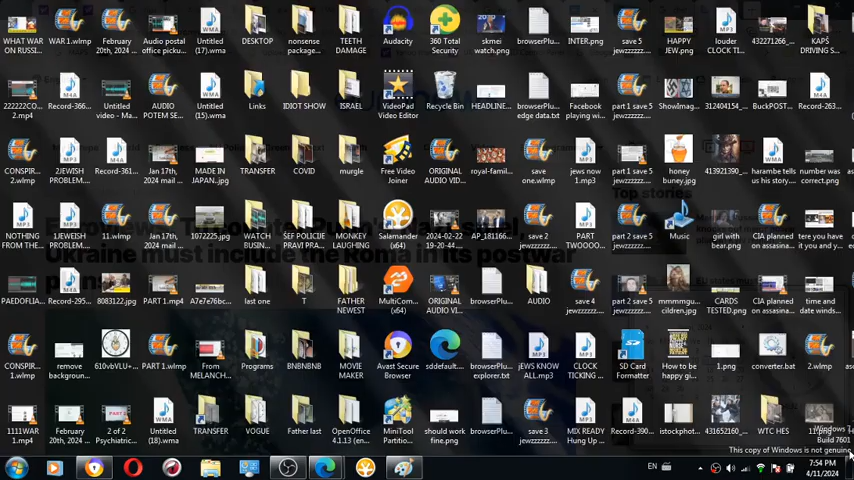 WHAT WAR ON RUSSI...
WAR 1.wlmp
February 20th, 2024 ...
Audio postal office picku...
Untitled (17).wma
DESKTOP
nonsense package...
TEETH DAMAGE
Audacity
360 Total Security
skmei watch.png
browserPlu...
INTER.png
save 5 jewzzzzzz...
HAPPY JEW.png
louder CLOCK TI...
432271266_...
KAPŠ DRIVING S...
222222CO... 2.mp4
Record-366...
Untitled video - Ma...
AUDIO POTEM SE...
Untitled (15).wma
Links
IDIOT SHOW
ISRAEL
VideoPad Video Editor
Recycle Bin
HEADLINE...
browserPlu... edge data.txt
Facebook playing wi...
part 1 save 5 jewzzzzzz...
ShowImag...
312404154_...
BuckPOST...
Record-263...
CONSPIR... 2.wlmp
2JEWISH PROBLEM....
Record-361...
Jan 17th, 2024 mail ...
MADE IN JAPAN..jpg
TRANSFER
COVID
murgle
Free Video Joiner
ORIGINAL AUDIO VID...
royal-famil...
save one.wlmp
jews now 1.mp3
part 1 save 5 jewzzzzzz...
honey buney.jpg
413921390_...
harambe tells us his story....
number was correct.png
Top stories
NOTHING FROM THE...
1JEWISH PROBLEM....
11.wlmp
Jan 17th, 2024 mail ...
1072225.jpg
WATCH BUSIN...
ŠEF POLICIJE PRAVI PRA...
MONKEY LAUGHING
Salamander (x64)
2024-02-22 19-20-44...
AP_181166...
save 2 jewzzzzzz...
PART TWOOOO...
part 2 save 5 jewzzzzzz...
Music
girl with bear.png
CIA planned on assasina...
tere you have it you and y...
Ukraine must include the Roma in its postwar
PAEDOFLIA...
Record-295...
8083122.jpg
PART 1.mp4
A7e7e76bc...
last one
T
FATHER NEWEST
MultiCom... (x64)
ORIGINAL AUDIO VI...
browserPlu...
AUDIO
save 4 jewzzzzzz...
part 2 save 5 jewzzzzzz...
mmmmgu... cildren.jpg
CARDS TESTED.png
CIA planned on assasina...
time and date winds...
CONSPIR... 1.wlmp
remove backgroun...
610vbVLU+...
PART 1.wlmp
From MELANCH...
Programs
BNBNBNB
MOVIE MAKER
Avast Secure Browser
sddefault....
browserPlu... explorer.txt
jEWS KNOW ALL.mp3
CLOCK TICKING ...
SD Card Formatter
How to be happy gi...
1.png
converter.bat
2.wlmp
1111WAR 1.mp4
February 20th, 2024 ...
2 of 2 Psychiatric...
Untitled (18).wma
TRANSFER
VOGUE
Father last
OpenOffice 4.1.13 (en...
MiniTool Partitio...
should work fine.png
browserPlu...
save 3 jewzzzzzz...
MIX READY Hung Up ...
Record-390...
istockphot...
431652160_...
WTC HES
Build 7601
This copy of Windows is not genuine
EN
7:54 PM
4/11/2024